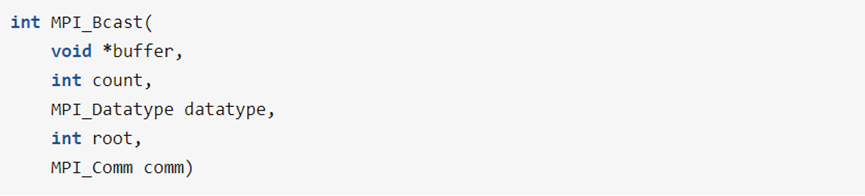 int MPI_Bcast(
    void *buffer,
    int count,
    MPI_Datatype datatype,
    int root,
    MPI_Comm comm)